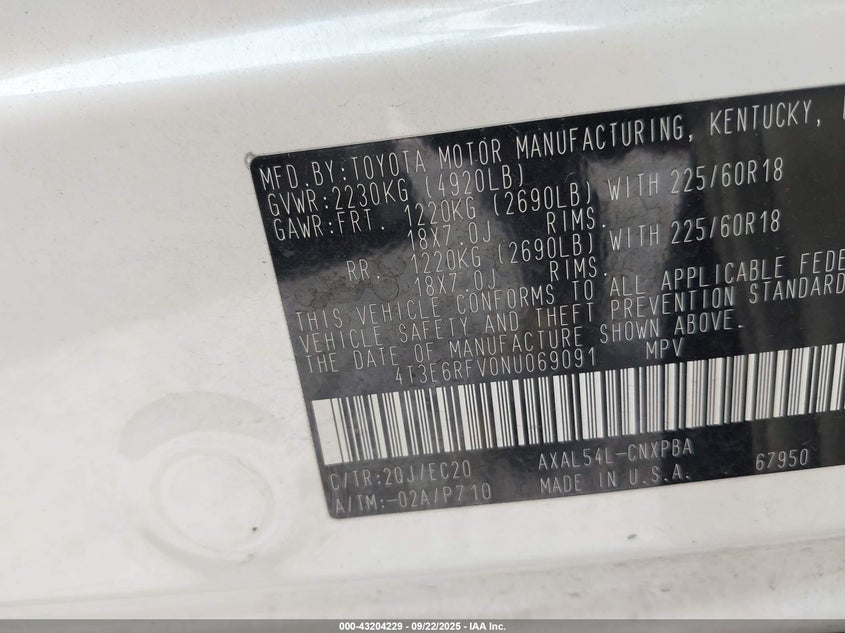 MFD.BY:TOYOTA MOTOR MANUFACTURING, KENTUCKY,
GVWR:2230KG (4920LB)
GAWR:FRT. 1220KG (2690LB) WITH 225/60R18
18X7.0J RIMS.
RR. 1220KG (2690LB) WITH 225/60R18
18X7.0J RIMS.
THIS VEHICLE CONFORMS TO ALL APPLICABLE FEDE
VEHICLE SAFETY AND THEFT PREVENTION STANDARD
THE DATE OF MANUFACTURE SHOWN ABOVE.
4T3E6RFV0NU069091 MPV
C/TR:2QJ/EC20 AXAL54L-CNXPBA
A/TM:-02A/P710 MADE IN U.S.A. 67950
000-43204229 - 09/22/2025 - IAA Inc.